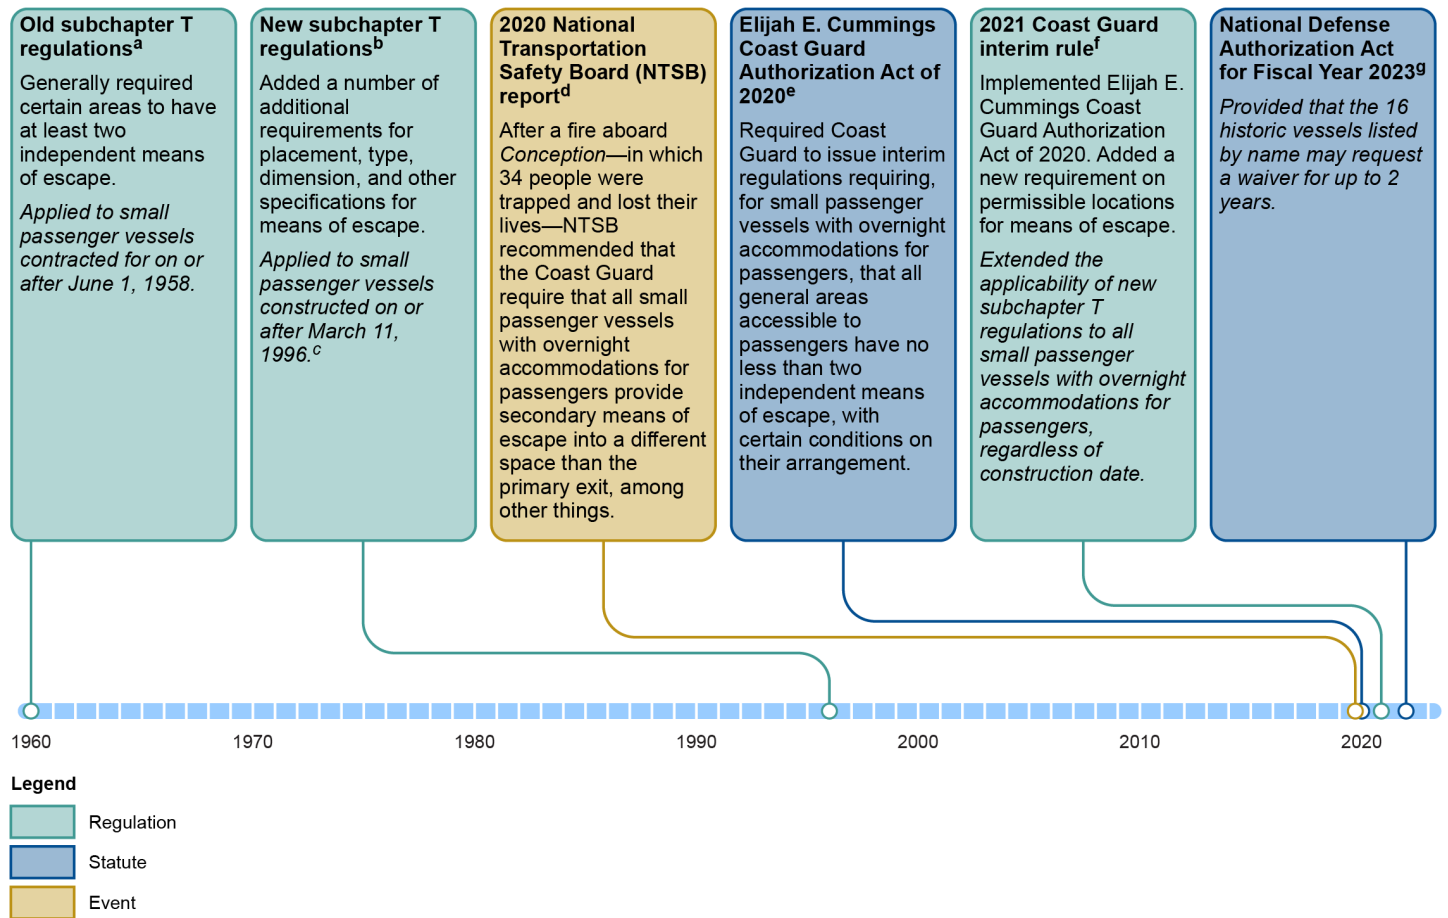 Old subchapter T
regulationsa
Generally required
certain areas to have
at least two
independent means
of escape.
Applied to small
passenger vessels
contracted for on or
after June 1, 1958.
New subchapter T
regulationsb
Added a number of
additional
requirements for
placement, type,
dimension, and other
specifications for
means of escape.
Applied to small
passenger vessels
constructed on or
after March 11,
1996.c
2020 National
Transportation
Safety Board (NTSB)
reportd
After a fire aboard
Conception—in which
34 people were
trapped and lost their
lives—NTSB
recommended that
the Coast Guard
require that all small
passenger vessels
with overnight
accommodations for
passengers provide
secondary means of
escape into a different
space than the
primary exit, among
other things.
Elijah E. Cummings
Coast Guard
Authorization Act of
2020e
Required Coast
Guard to issue interim
regulations requiring,
for small passenger
vessels with overnight
accommodations for
passengers, that all
general areas
accessible to
passengers have no
less than two
independent means
of escape, with
certain conditions on
their arrangement.
2021 Coast Guard
interim rulef
Implemented Elijah E.
Cummings Coast
Guard Authorization
Act of 2020. Added a
new requirement on
permissible locations
for means of escape.
Extended the
applicability of new
subchapter T
regulations to all
small passenger
vessels with overnight
accommodations for
passengers,
regardless of
construction date.
National Defense
Authorization Act
for Fiscal Year 2023g
Provided that the 16
historic vessels listed
by name may request
a waiver for up to 2
years.
1960
1970
1980
1990
2000
2010
2020
Legend
Regulation
Statute
Event